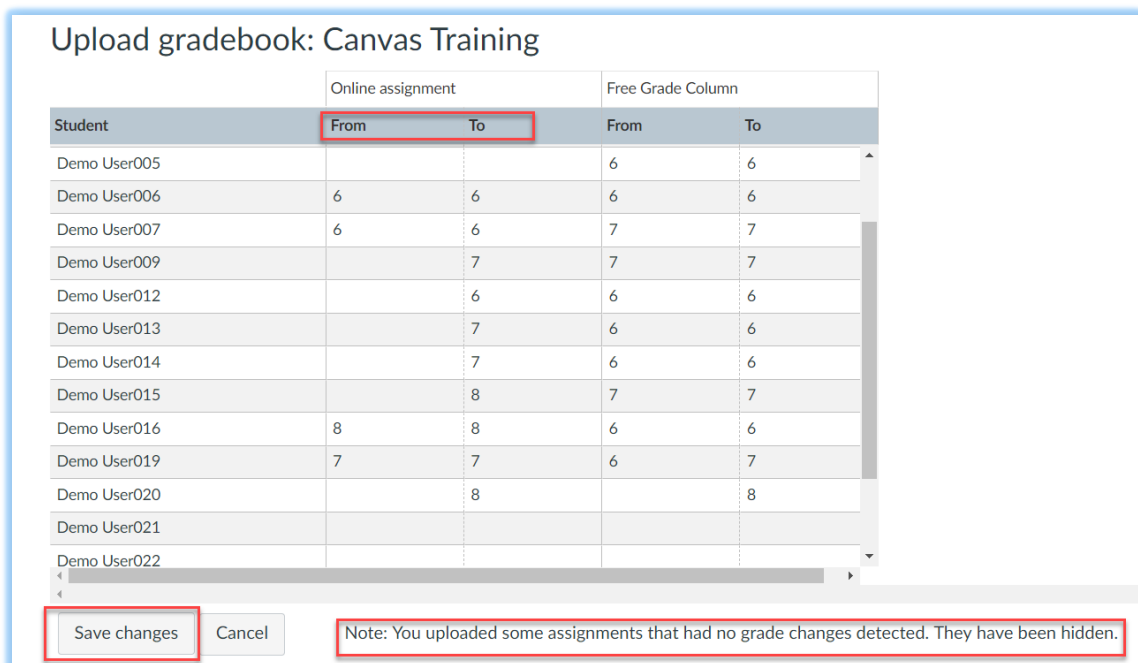 Upload gradebook: Canvas Training
Online assignment Free Grade Column
Student From To From To
Demo User005 6 6
Demo User006 6 6 6 6
Demo User007 6 6 7 7
Demo User009 7 7 7
Demo User012 6 6 6
Demo User013 7 6 6
Demo User014 7 6 6
Demo User015 8 7 7
Demo User016 8 8 6 6
Demo User019 7 7 6 7
Demo User020 8 8
Demo User021
Demo User022
Save changes Cancel Note: You uploaded some assignments that had no grade changes detected. They have been hidden.